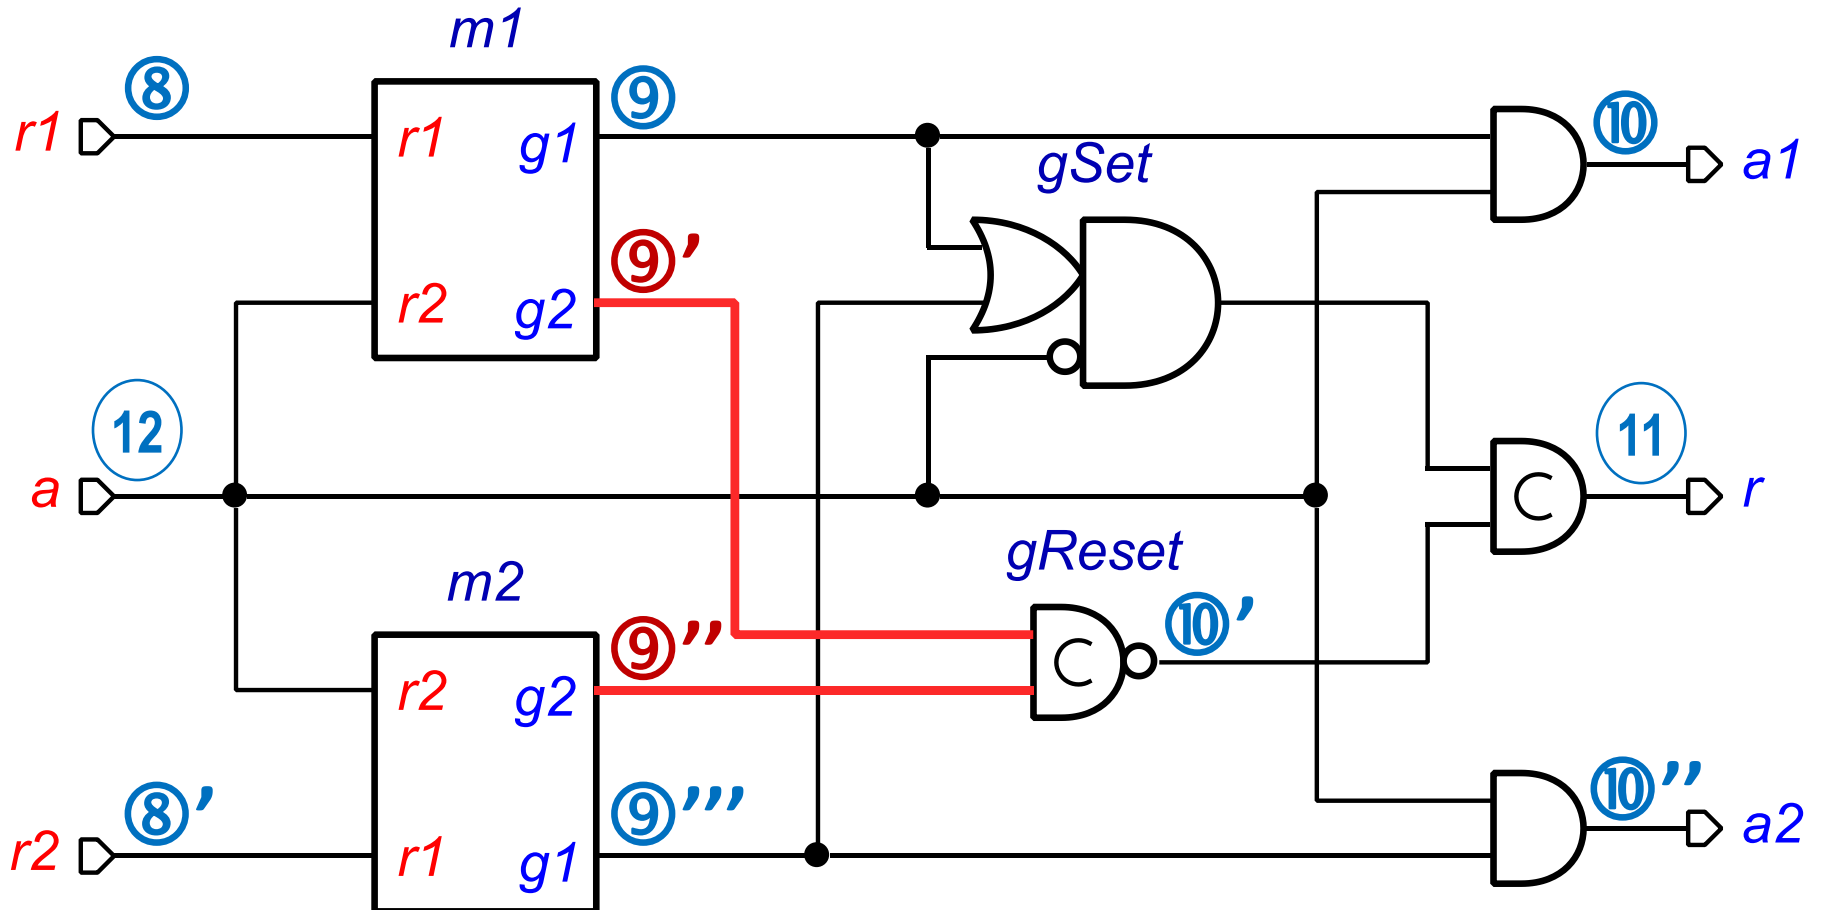 m1
⑧
⑨
r1
r1
g1
⑩
gSet
a1
⑨’
r2
g2
12
11
a
r
gReset
m2
⑨’’
⑩’
r2
g2
⑧’
⑨’’’
⑩’’
r2
r1
g1
a2
C
C